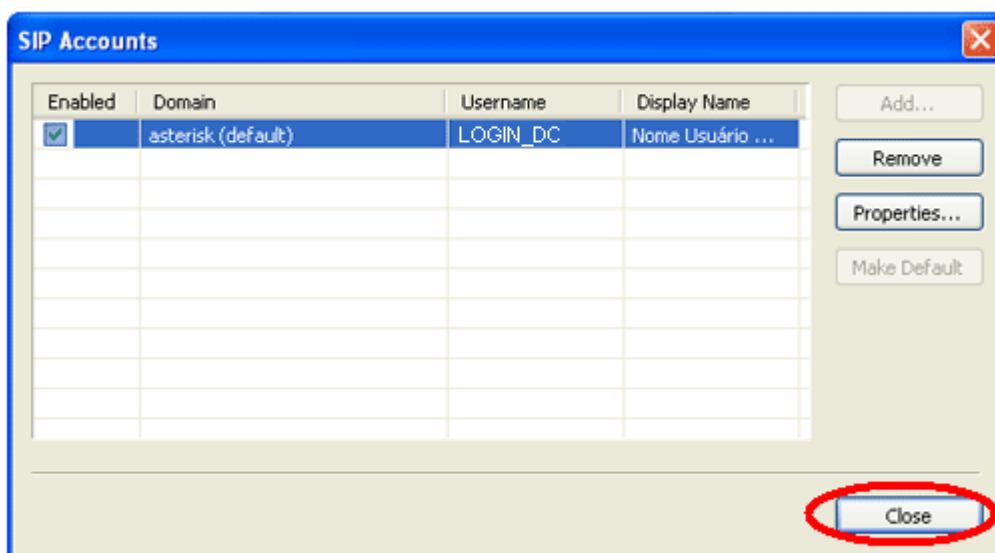 SIP Accounts
Enabled Domain Username Display Name
asterisk (default) LOGIN_DC Nome Usuário ...
Add...
Remove
Properties...
Make Default
Close